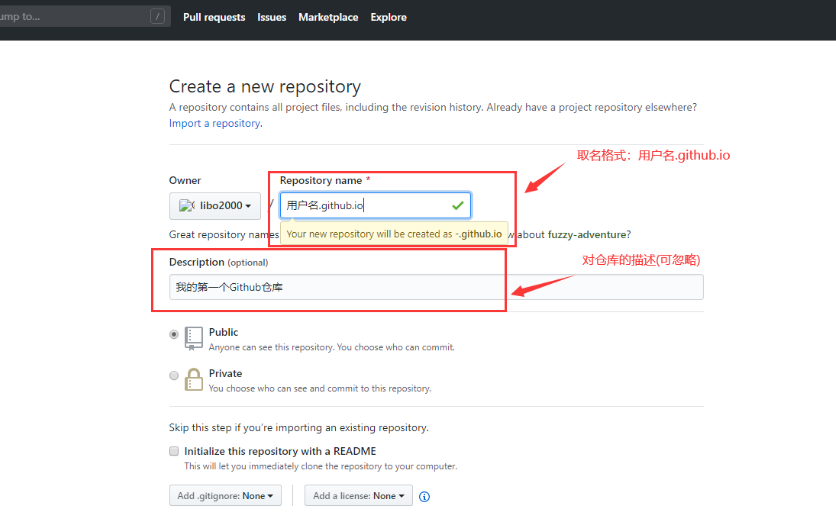 ump to... /
Pull requests Issues Marketplace Explore
Create a new repository
A repository contains all project files, including the revision history. Already have a project repository elsewhere?
Import a repository.
取名格式：用户名.github.io
Owner
Repository name *
libo2000 /
用户名.github.io
Your new repository will be created as -.github.io
Great repository names
w about fuzzy-adventure?
Description (optional)
对仓库的描述(可忽略)
我的第一个Github仓库
Public
Anyone can see this repository. You choose who can commit.
Private
You choose who can see and commit to this repository.
Skip this step if you're importing an existing repository.
Initialize this repository with a README
This will let you immediately clone the repository to your computer.
Add .gitignore: None
Add a license: None